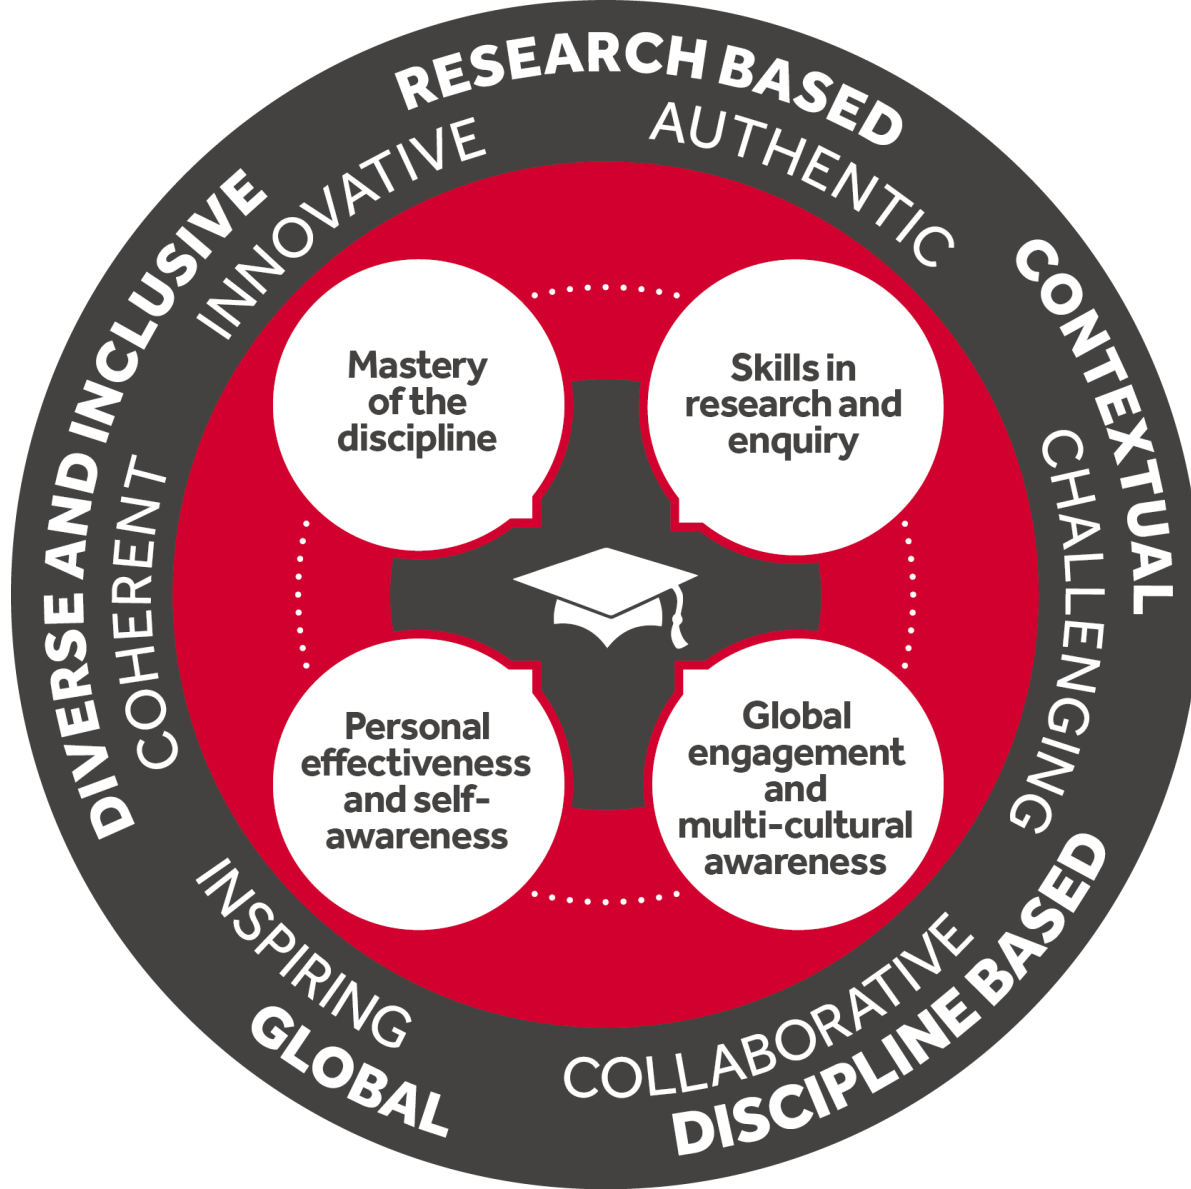 RESEARCH BASED
AUTHENTIC
CONTEXTUAL
CHALLENGING
DISCIPLINE BASED
COLLABORATIVE
GLOBAL
INSPIRING
DIVERSE AND INCLUSIVE
COHERENT
INNOVATIVE
Mastery
of the
discipline
Skills in
research and
enquiry
Personal
effectiveness
and self-
awareness
Global
engagement
and
multi-cultural
awareness